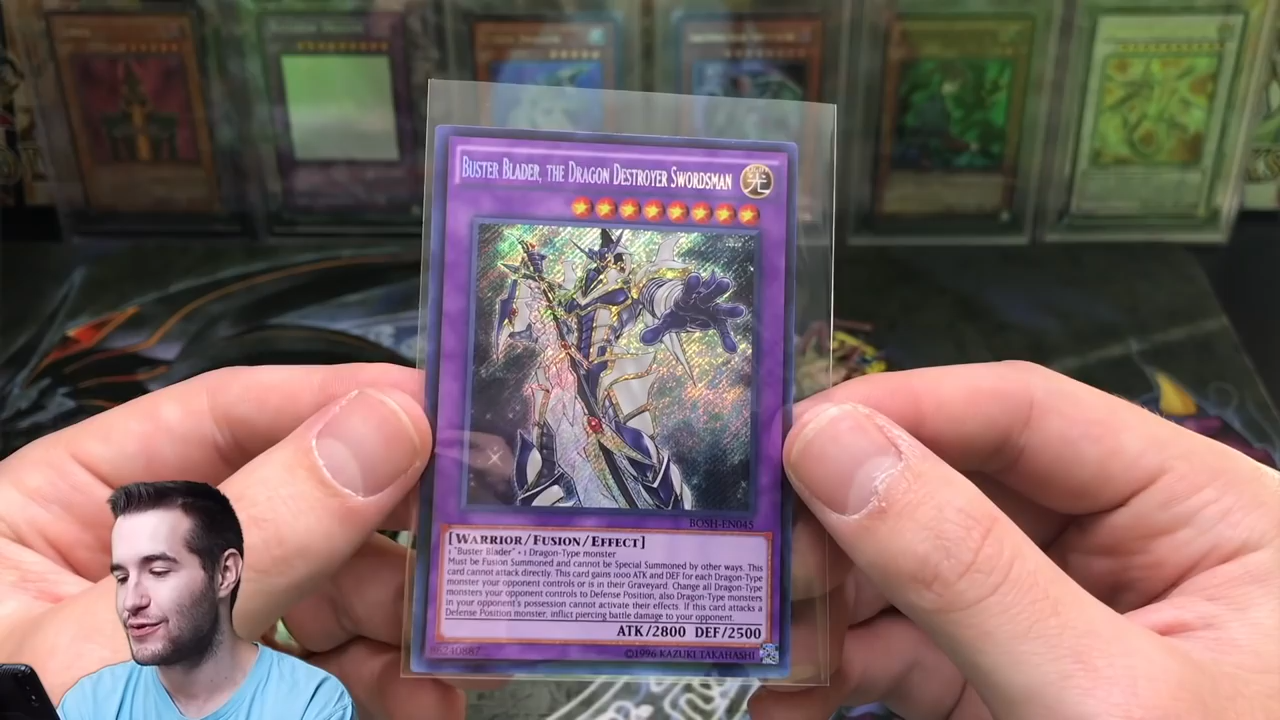 BUSTER BLADER, THE DRAGON DESTROYER SWORDSMAN
光
BOSH-EN045
[WARRIOR/FUSION/EFFECT]
1 "Buster Blader" + 1 Dragon-Type monster
Must be Fusion Summoned and cannot be Special Summoned by other ways. This
card cannot attack directly. This card gains 1000 ATK and DEF for each Dragon-Type
monster your opponent controls or is in their Graveyard. Change all Dragon-Type
monsters your opponent controls to Defense Position, also Dragon-Type monsters
in your opponent's possession cannot activate their effects. If this card attacks a
Defense Position monster, inflict piercing battle damage to your opponent.
ATK/2800 DEF/2500
86240887
©1996 KAZUKI TAKAHASHI